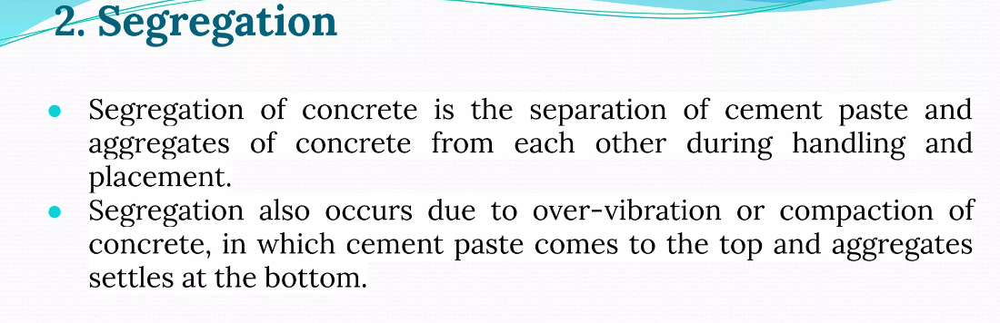 2. Segregation
Segregation of concrete is the separation of cement paste and
aggregates of concrete from each other during handling and
placement.
Segregation also occurs due to over-vibration or compaction of
concrete, in which cement paste comes to the top and aggregates
settles at the bottom.